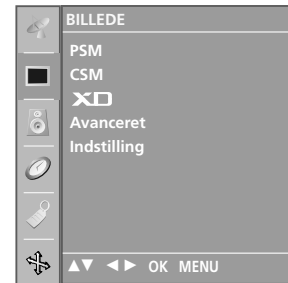 BILLEDE
PSM
CSM
XD
Avanceret
Indstilling
▲▼ ◄► OK MENU